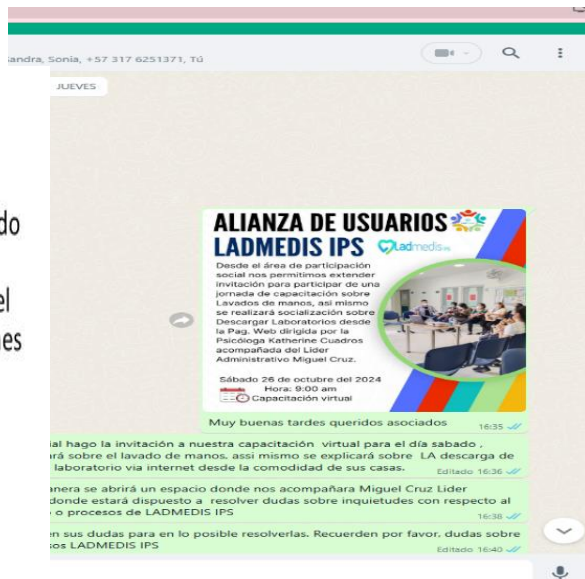 andra, Sonia, +57 317 6251371, Tú
JUEVES
do
el
nes
ALIANZA DE USUARIOS
LADMEDIS IPS
Ladmedis IPS
Desde el área de participación
social nos permitimos extender
invitación para participar de una
jornada de capacitación sobre
Lavados de manos, asi mismo
se realizará socialización sobre
Descargar Laboratorios desde
la Pag. Web dirigida por la
Psicóloga Katherine Cuadros
acompañada del Lider
Administrativo Miguel Cruz.
Sábado 26 de octubre del 2024
Hora: 9:00 am
Capacitación virtual
Muy buenas tardes queridos asociados 16:35
ial hago la invitación a nuestra capacitación virtual para el día sabado ,
rá sobre el lavado de manos, assi mismo se explicará sobre LA descarga de
laboratorio via internet desde la comodidad de sus casas. Editado 16:36
anera se abrirá un espacio donde nos acompañara Miguel Cruz Lider
donde estará dispuesto a resolver dudas sobre inquietudes con respecto al
o procesos de LADMEDIS IPS 16:38
n sus dudas para en lo posible resolverlas. Recuerden por favor, dudas sobre
sos LADMEDIS IPS Editado 16:40